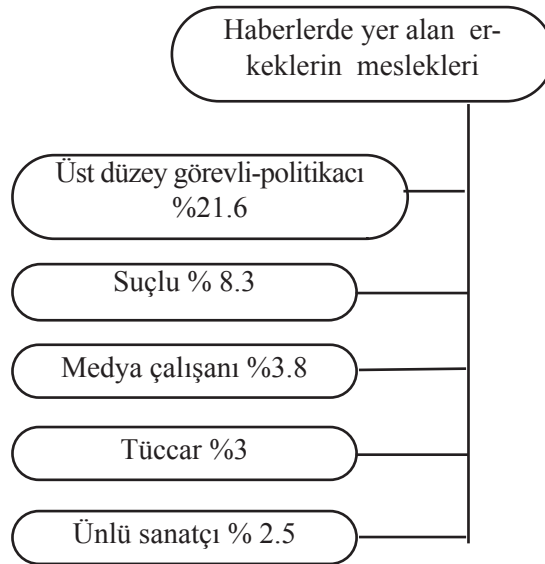 Haberlerde yer alan er-
keklerin meslekleri
Üst düzey görevli-politikacı
%21.6
Suçlu % 8.3
Medya çalışanı %3.8
Tüccar %3
Ünlü sanatçı % 2.5